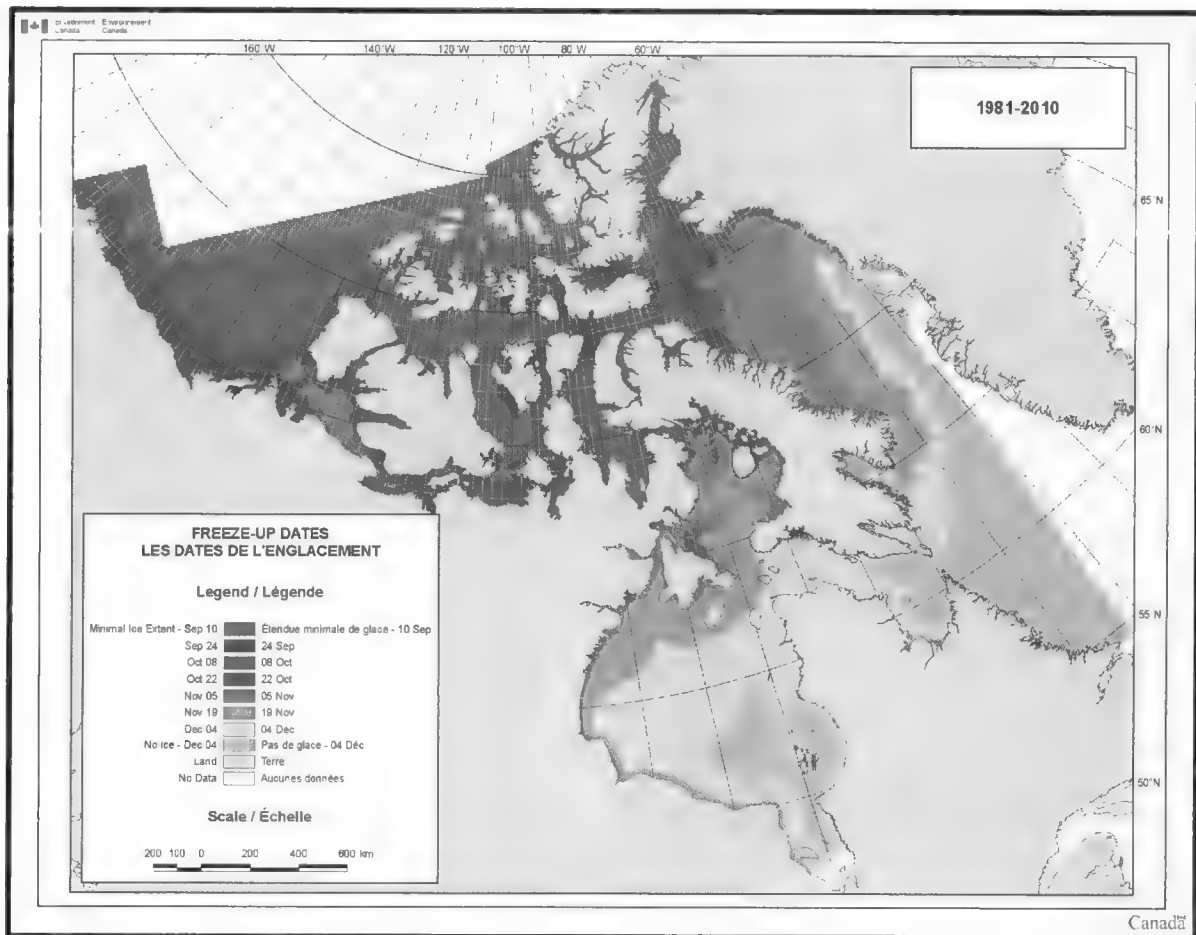 Environnement
Canada Canada
160°W 140°W 120°W 100°W 80°W 60°W
1981-2010
65°N
60°N
55°N
50°N
FREEZE-UP DATES
LES DATES DE L'ENGLACEMENT
Legend / Légende
Minimal Ice Extent - Sep 10 Étendue minimale de glace - 10 Sep
Sep 24 24 Sep
Oct 08 08 Oct
Oct 22 22 Oct
Nov 05 05 Nov
Nov 19 19 Nov
Dec 04 04 Dec
No ice - Dec 04 Pas de glace - 04 Déc
Land Terre
No Data Aucunes données
Scale / Échelle
200 100 0 200 400 600 km
Canada